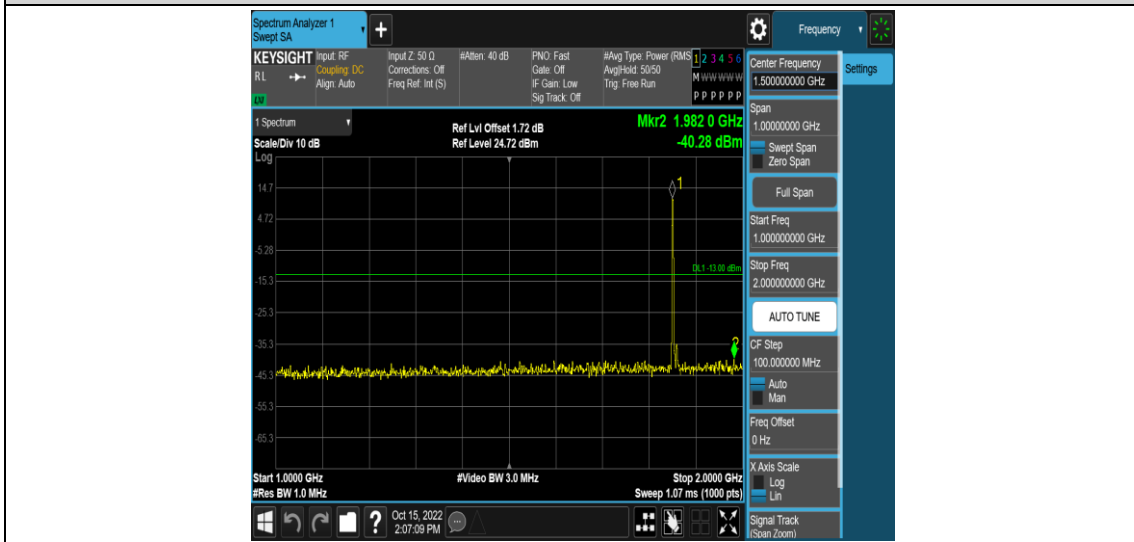 Spectrum Analyzer 1
Swept SA
+
Frequency
KEYSIGHT
RL
Input: RF
Coupling: DC
Align: Auto
Input Z: 50 Ω
Corrections: Off
Freq Ref: Int (S)
#Atten: 40 dB
PNO: Fast
Gate: Off
IF Gain: Low
Sig Track: Off
#Avg Type: Power (RMS
Avg|Hold: 50/50
Trig: Free Run
1 2 3 4 5 6
M W W W W W
P P P P P P
1 Spectrum
Scale/Div 10 dB
Log
Ref Lvl Offset 1.72 dB
Ref Level 24.72 dBm
Mkr2 1.982 0 GHz
-40.28 dBm
14.7
4.72
-5.28
-15.3
-25.3
-35.3
-45.3
-55.3
-65.3
1
DL1 -13.00 dBm
2
Start 1.0000 GHz
#Res BW 1.0 MHz
#Video BW 3.0 MHz
Stop 2.0000 GHz
Sweep 1.07 ms (1000 pts)
?
Oct 15, 2022
2:07:09 PM
Center Frequency
1.500000000 GHz
Settings
Span
1.00000000 GHz
Swept Span
Zero Span
Full Span
Start Freq
1.000000000 GHz
Stop Freq
2.000000000 GHz
AUTO TUNE
CF Step
100.000000 MHz
Auto
Man
Freq Offset
0 Hz
X Axis Scale
Log
Lin
Signal Track
(Span Zoom)